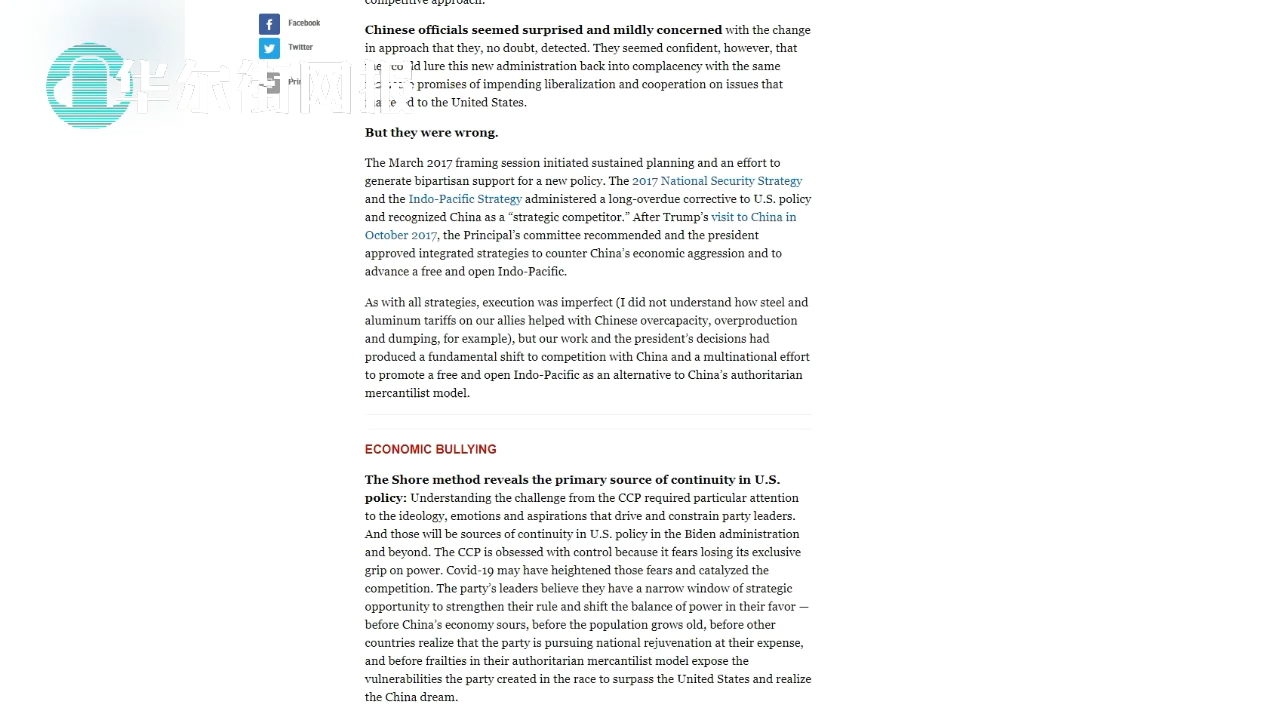 competitive approach.
Facebook
Chinese officials seemed surprised and mildly concerned with the change
Twitter
in approach that they, no doubt, detected. They seemed confident, however, that
lure this new administration back into complacency with the same
华尔街网报
promises of impending liberalization and cooperation on issues that
to the United States.
But they were wrong.
The March 2017 framing session initiated sustained planning and an effort to
generate bipartisan support for a new policy. The 2017 National Security Strategy
and the Indo-Pacific Strategy administered a long-overdue corrective to U.S. policy
and recognized China as a “strategic competitor.” After Trump’s visit to China in
October 2017, the Principal’s committee recommended and the president
approved integrated strategies to counter China’s economic aggression and to
advance a free and open Indo-Pacific.
As with all strategies, execution was imperfect (I did not understand how steel and
aluminum tariffs on our allies helped with Chinese overcapacity, overproduction
and dumping, for example), but our work and the president’s decisions had
produced a fundamental shift to competition with China and a multinational effort
to promote a free and open Indo-Pacific as an alternative to China’s authoritarian
mercantilist model.
ECONOMIC BULLYING
The Shore method reveals the primary source of continuity in U.S.
policy: Understanding the challenge from the CCP required particular attention
to the ideology, emotions and aspirations that drive and constrain party leaders.
And those will be sources of continuity in U.S. policy in the Biden administration
and beyond. The CCP is obsessed with control because it fears losing its exclusive
grip on power. Covid-19 may have heightened those fears and catalyzed the
competition. The party’s leaders believe they have a narrow window of strategic
opportunity to strengthen their rule and shift the balance of power in their favor —
before China’s economy sours, before the population grows old, before other
countries realize that the party is pursuing national rejuvenation at their expense,
and before frailties in their authoritarian mercantilist model expose the
vulnerabilities the party created in the race to surpass the United States and realize
the China dream.